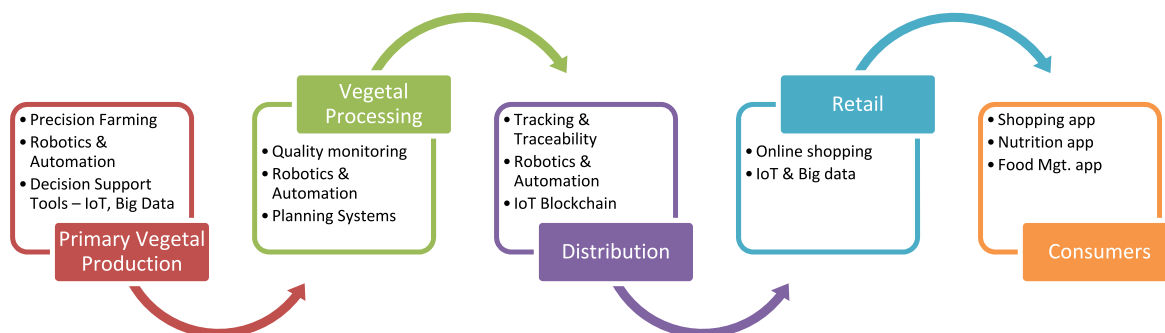 • Precision Farming
• Robotics &
Automation
• Decision Support
Tools – IoT, Big Data
Primary Vegetal
Production
Vegetal
Processing
• Quality monitoring
• Robotics &
Automation
• Planning Systems
• Tracking &
Traceability
• Robotics &
Automation
• IoT Blockchain
Distribution
Retail
• Online shopping
• IoT & Big data
• Shopping app
• Nutrition app
• Food Mgt. app
Consumers